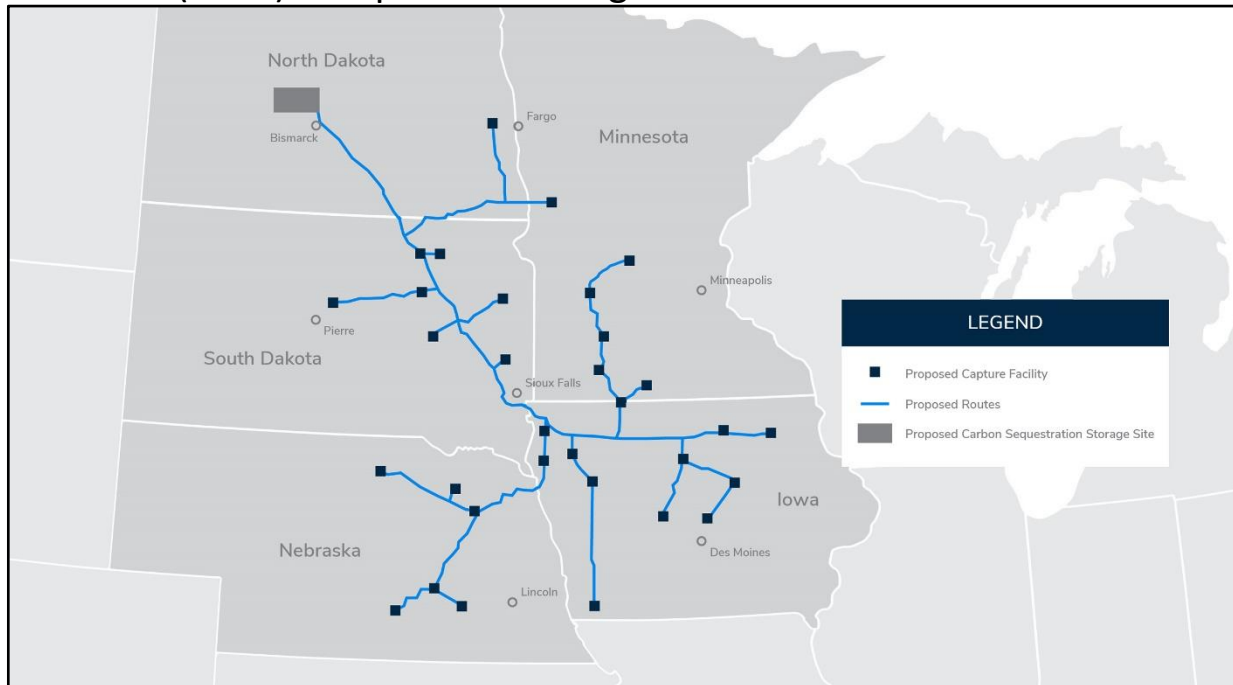 North Dakota
Bismarck
Fargo
Minnesota
Minneapolis
Pierre
South Dakota
Sioux Falls
LEGEND
Proposed Capture Facility
Proposed Routes
Proposed Carbon Sequestration Storage Site
Iowa
Des Moines
Nebraska
Lincoln